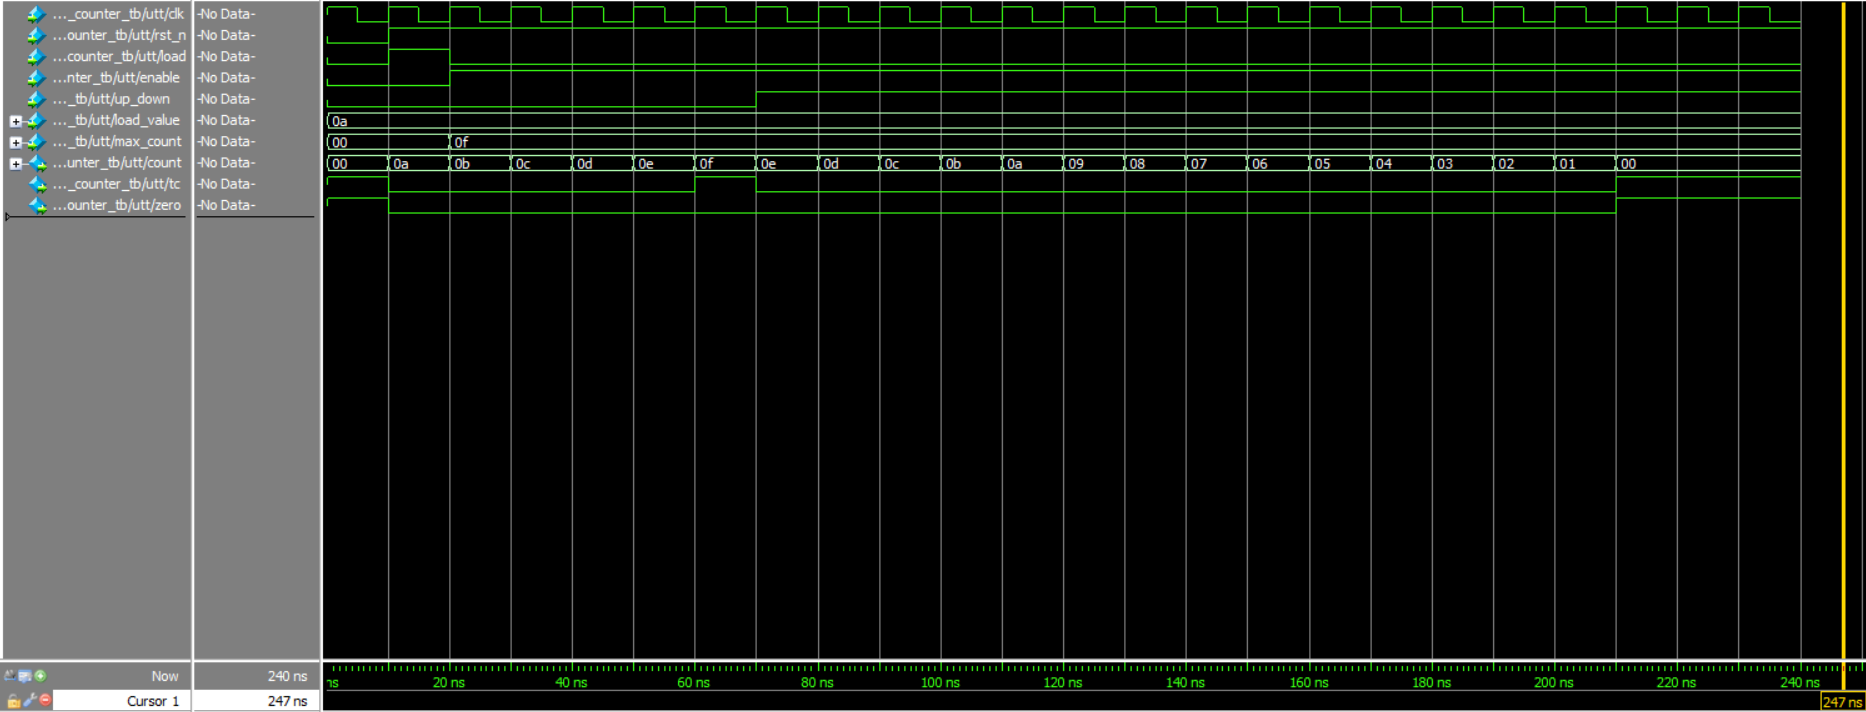 ..._counter_tb/utt/clk -No Data-
...ounter_tb/utt/rst_n -No Data-
...counter_tb/utt/load -No Data-
...nter_tb/utt/enable -No Data-
..._tb/utt/up_down -No Data-
..._tb/utt/load_value -No Data- 0a
..._tb/utt/max_count -No Data- 00 0f
...unter_tb/utt/count -No Data- 00 0a 0b 0c 0d 0e 0f 0e 0d 0c 0b 0a 09 08 07 06 05 04 03 02 01 00
..._counter_tb/utt/tc -No Data-
...ounter_tb/utt/zero -No Data-
Now 240 ns ns 20 ns 40 ns 60 ns 80 ns 100 ns 120 ns 140 ns 160 ns 180 ns 200 ns 220 ns 240 ns
Cursor 1 247 ns 247 ns